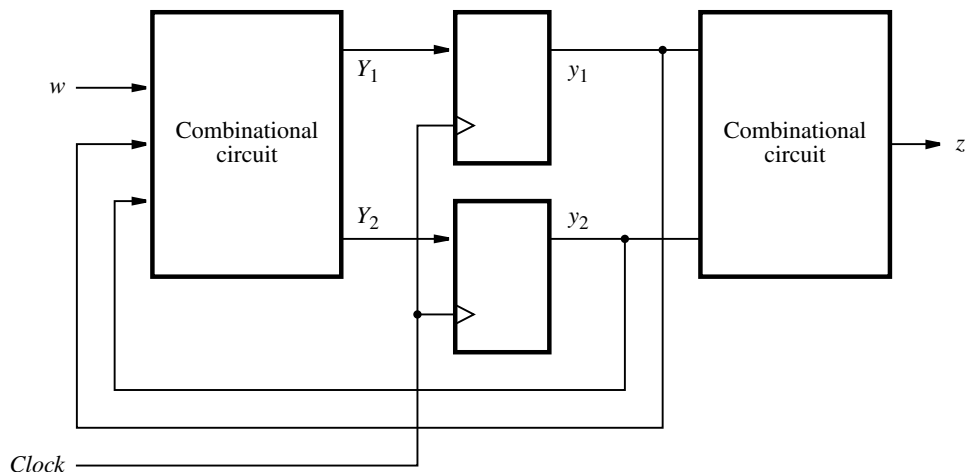 w
Combinational
circuit
Y1
Y2
y1
y2
Combinational
circuit
z
Clock